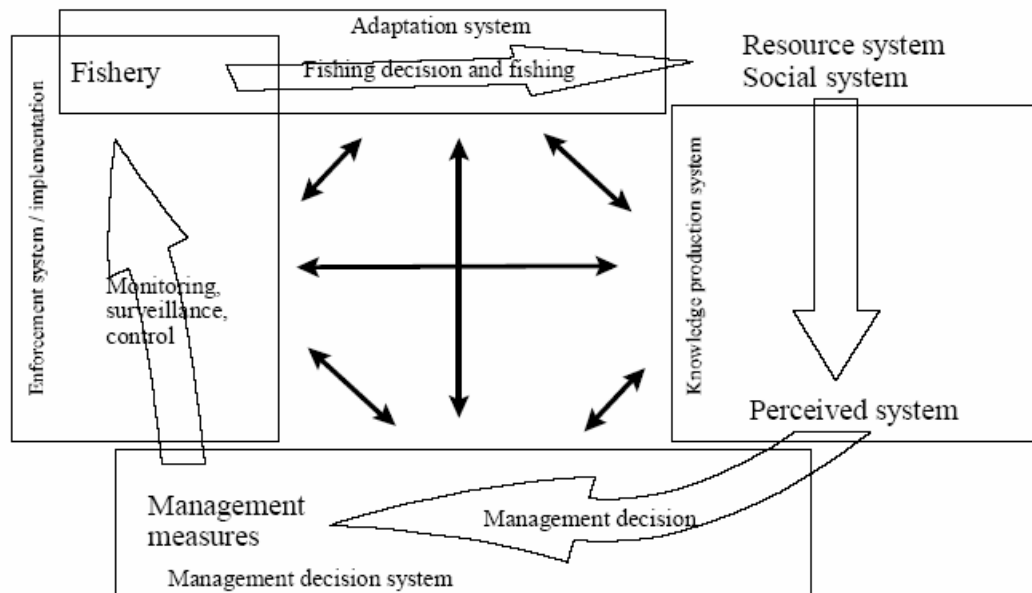 Adaptation system
Fishery
Fishing decision and fishing
Resource system
Social system
Enforcement system / implementation
Monitoring,
surveillance,
control
Knowledge production system
Perceived system
Management
measures
Management decision
Management decision system